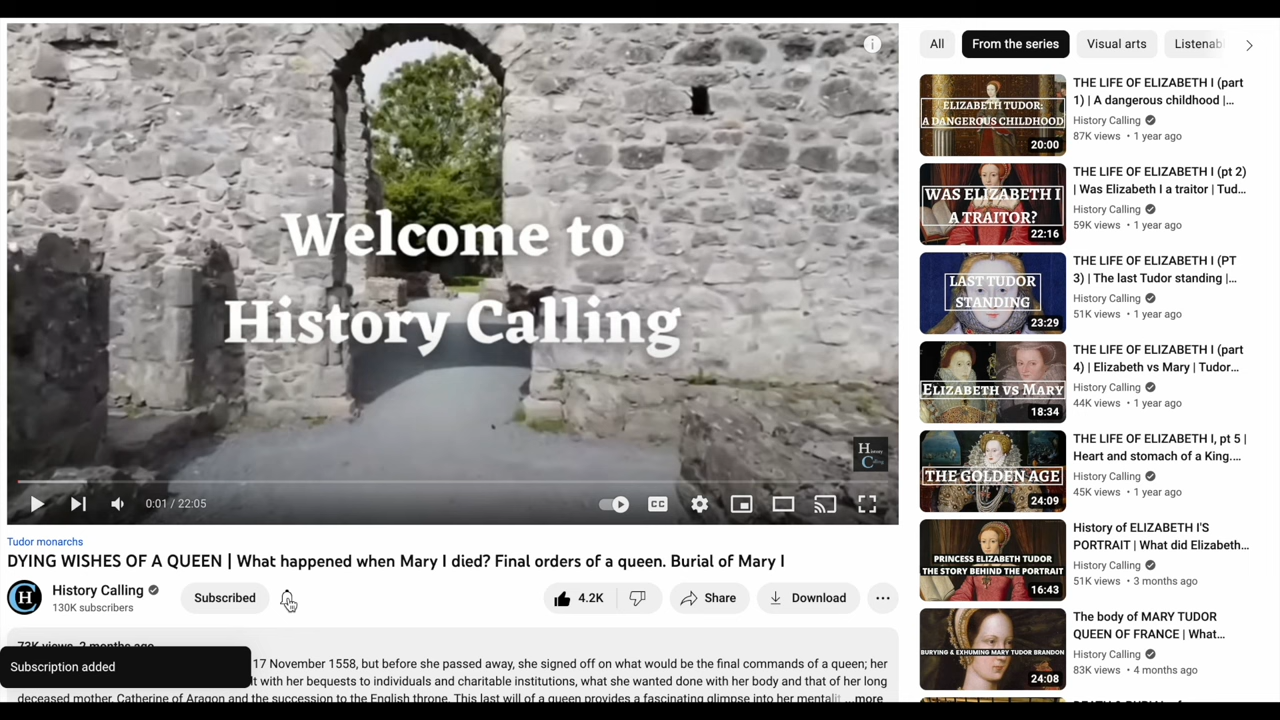 Welcome to
History Calling
History
Calling
0:01 / 22:05
CC
Tudor monarchs
DYING WISHES OF A QUEEN | What happened when Mary I died? Final orders of a queen. Burial of Mary I
H
History Calling
130K subscribers
Subscribed
4.2K
Share
Download
73K views 2 months ago
Subscription added
17 November 1558, but before she passed away, she signed off on what would be the final commands of a queen; her
t with her bequests to individuals and charitable institutions, what she wanted done with her body and that of her long
deceased mother, Catherine of Aragon and the succession to the English throne. This last will of a queen provides a fascinating glimpse into her mentalit ...more
All
From the series
Visual arts
Listenab
ELIZABETH TUDOR:
A DANGEROUS CHILDHOOD
20:00
THE LIFE OF ELIZABETH I (part
1) | A dangerous childhood |...
History Calling
87K views • 1 year ago
WAS ELIZABETH I
A TRAITOR?
22:16
THE LIFE OF ELIZABETH I (pt 2)
| Was Elizabeth I a traitor | Tud...
History Calling
59K views • 1 year ago
LAST TUDOR
STANDING
23:29
THE LIFE OF ELIZABETH I (PT
3) | The last Tudor standing |...
History Calling
51K views • 1 year ago
ELIZABETH VS MARY
18:34
THE LIFE OF ELIZABETH I (part
4) | Elizabeth vs Mary | Tudor...
History Calling
44K views • 1 year ago
THE GOLDEN AGE
24:09
THE LIFE OF ELIZABETH I, pt 5 |
Heart and stomach of a King....
History Calling
45K views • 1 year ago
PRINCESS ELIZABETH TUDOR
THE STORY BEHIND THE PORTRAIT
16:43
History of ELIZABETH I'S
PORTRAIT | What did Elizabeth...
History Calling
51K views • 3 months ago
BURYING & EXHUMING MARY TUDOR BRANDON
24:08
The body of MARY TUDOR
QUEEN OF FRANCE | What...
History Calling
83K views • 4 months ago